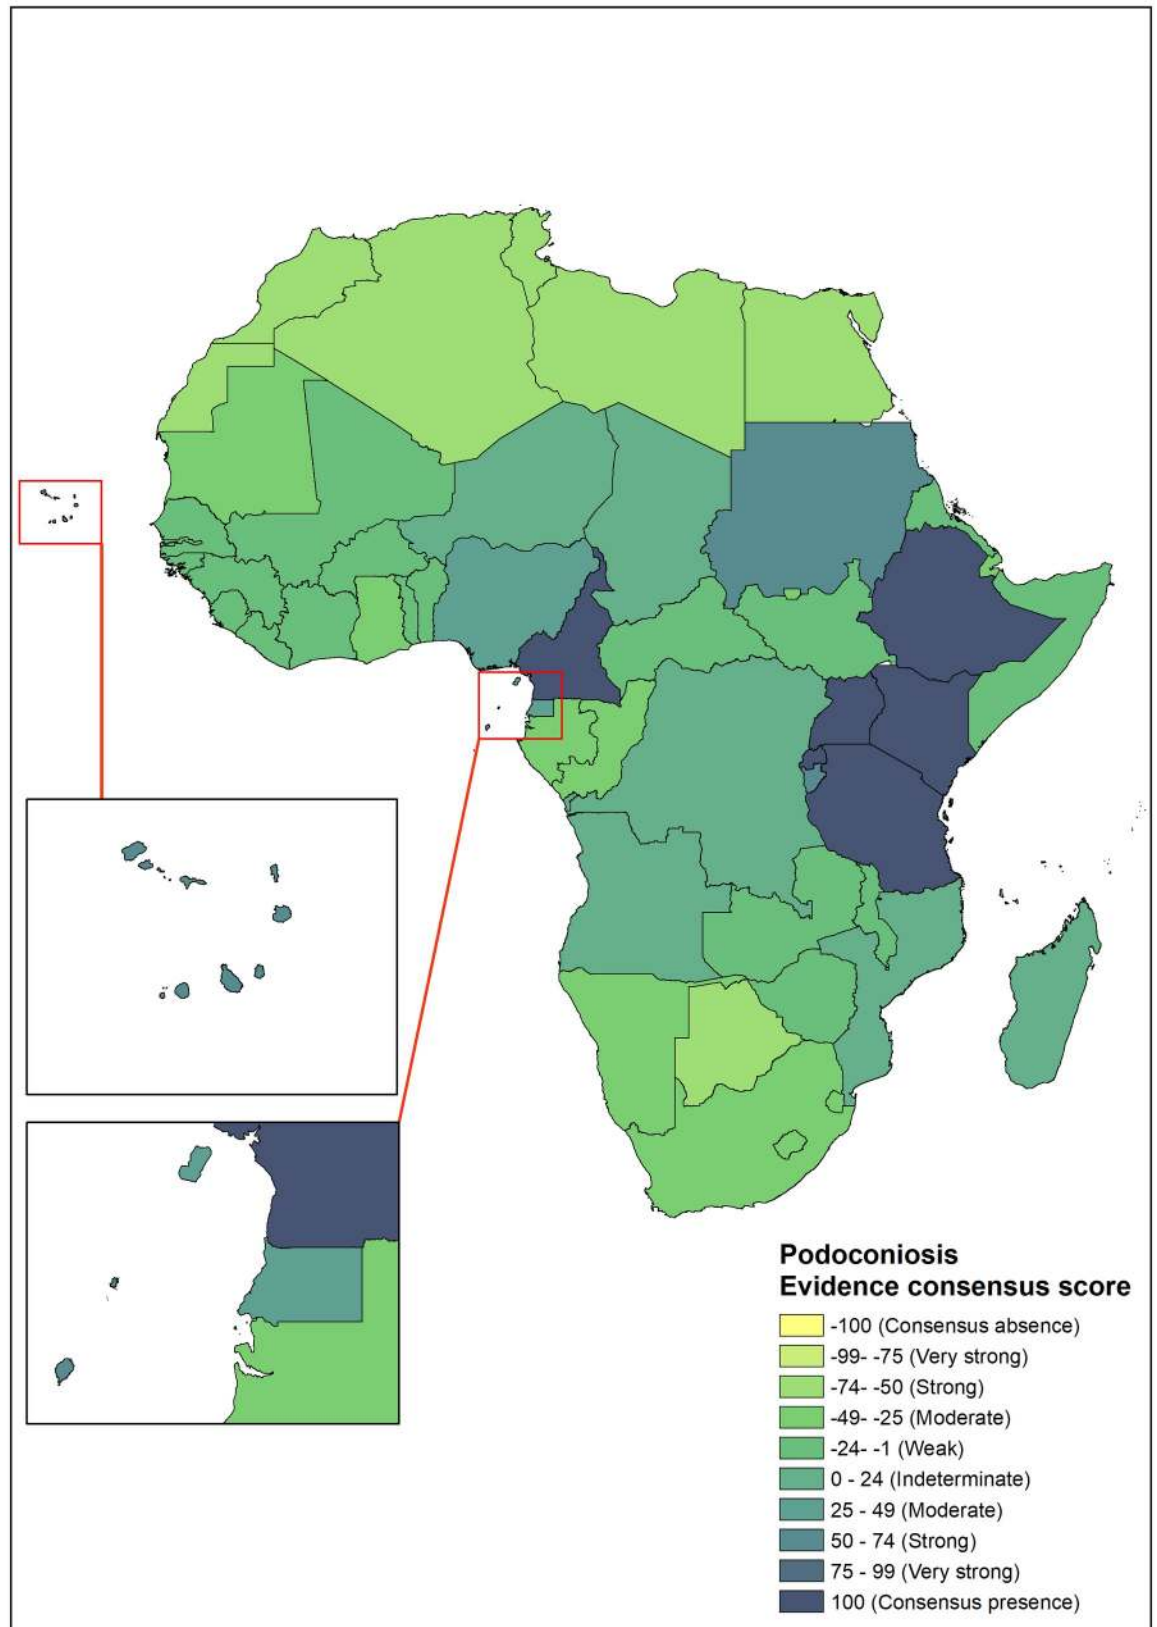 Podoconiosis
Evidence consensus score
-100 (Consensus absence)
-99- -75 (Very strong)
-74- -50 (Strong)
-49- -25 (Moderate)
-24- -1 (Weak)
0 - 24 (Indeterminate)
25 - 49 (Moderate)
50 - 74 (Strong)
75 - 99 (Very strong)
100 (Consensus presence)